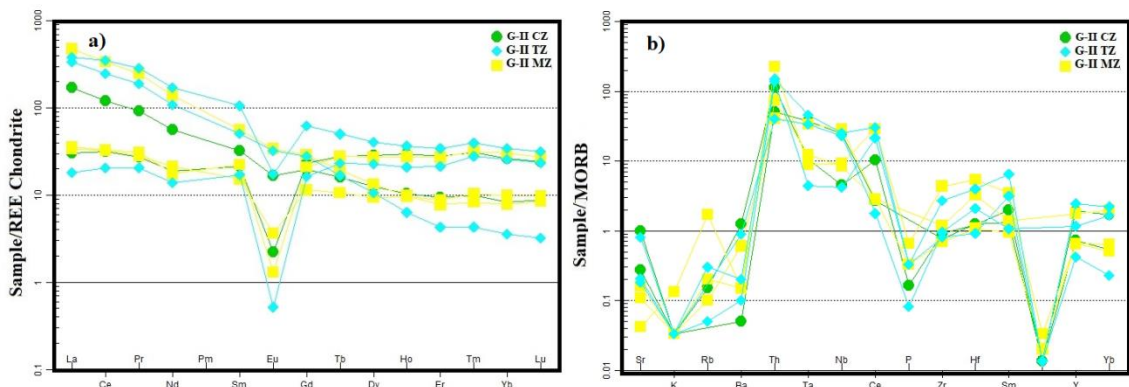 a)
G-II CZ
G-II TZ
G-II MZ
Sample/REE Chondrite
1000
100
10
1
0.1
La Pr Pm Eu Tb Ho Tm Lu
Ce Nd Sm Gd Dy Er Yb
b)
G-II CZ
G-II TZ
G-II MZ
Sample/MORB
1000
100
10
1
0.1
0.01
Sr Rb Ba Th Ta Nb Ce P Zr Hf Sm Y Yb
K